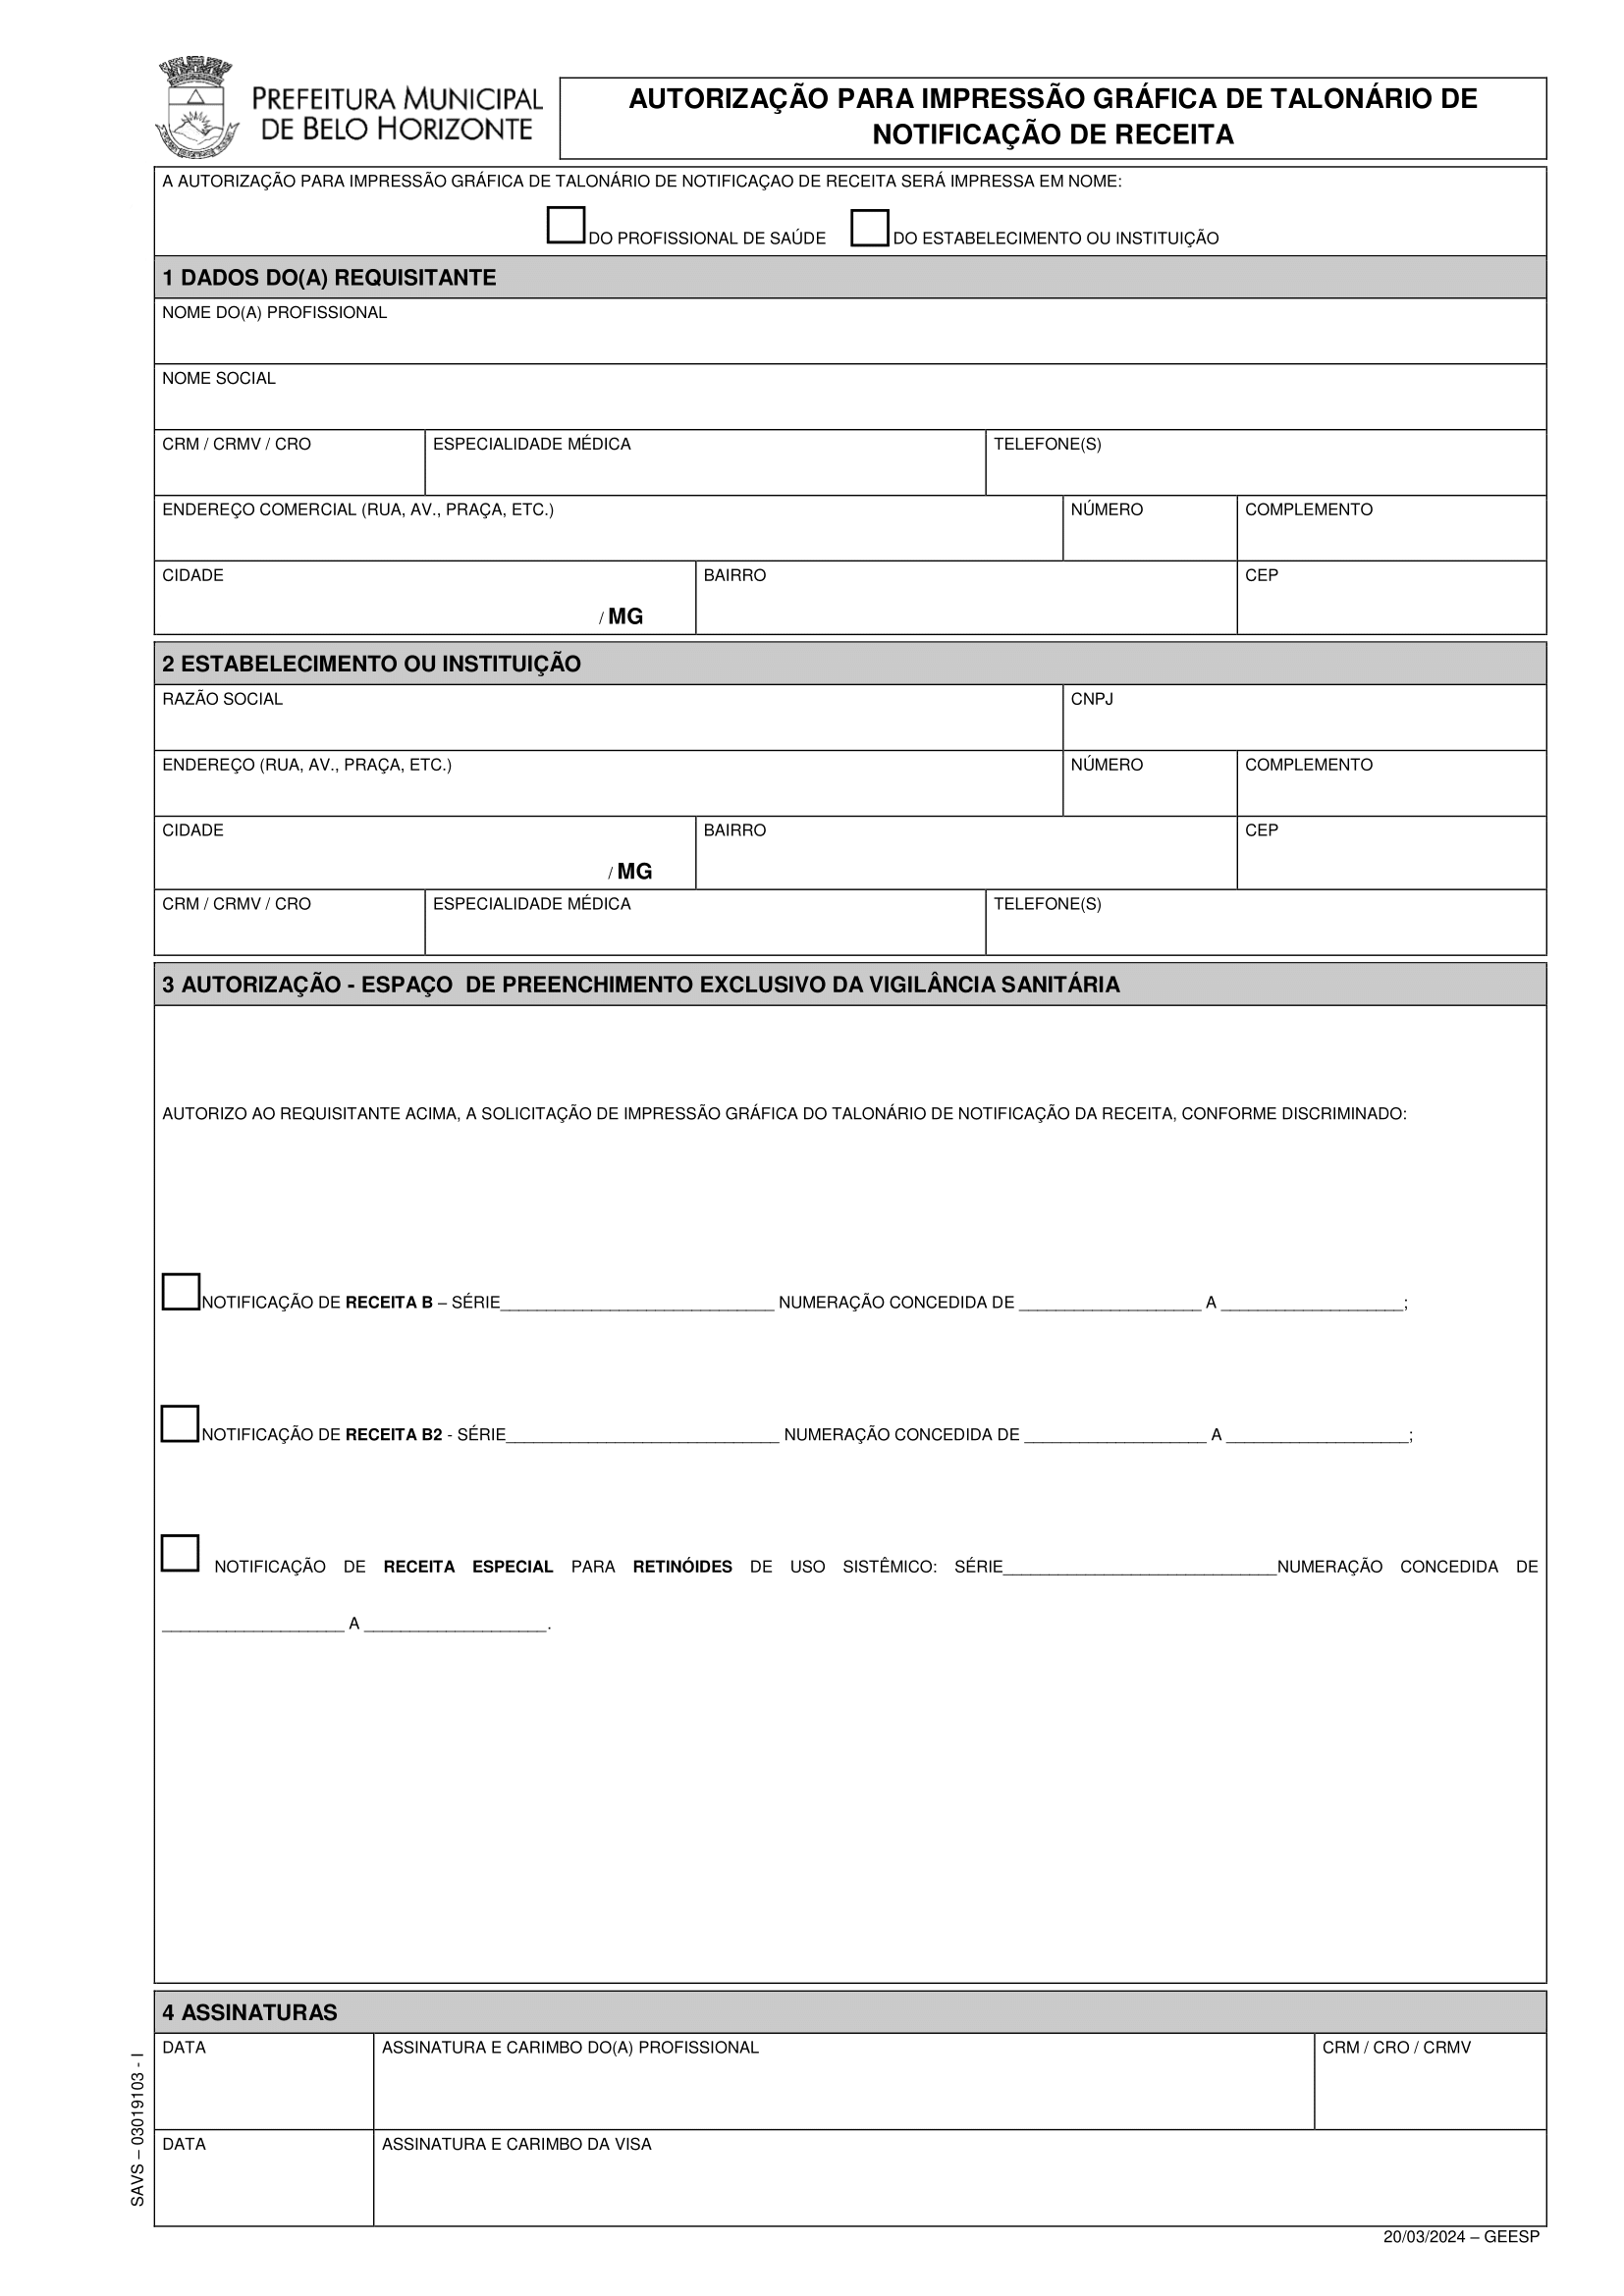 PREFEITURA MUNICIPAL
DE BELO HORIZONTE
AUTORIZAÇÃO PARA IMPRESSÃO GRÁFICA DE TALONÁRIO DE
NOTIFICAÇÃO DE RECEITA
A AUTORIZAÇÃO PARA IMPRESSÃO GRÁFICA DE TALONÁRIO DE NOTIFICAÇAO DE RECEITA SERÁ IMPRESSA EM NOME:
DO PROFISSIONAL DE SAÚDE DO ESTABELECIMENTO OU INSTITUIÇÃO
1 DADOS DO(A) REQUISITANTE
NOME DO(A) PROFISSIONAL
NOME SOCIAL
CRM / CRMV / CRO ESPECIALIDADE MÉDICA TELEFONE(S)
ENDEREÇO COMERCIAL (RUA, AV., PRAÇA, ETC.) NÚMERO COMPLEMENTO
CIDADE BAIRRO CEP
/ MG
2 ESTABELECIMENTO OU INSTITUIÇÃO
RAZÃO SOCIAL CNPJ
ENDEREÇO (RUA, AV., PRAÇA, ETC.) NÚMERO COMPLEMENTO
CIDADE BAIRRO CEP
/ MG
CRM / CRMV / CRO ESPECIALIDADE MÉDICA TELEFONE(S)
3 AUTORIZAÇÃO - ESPAÇO  DE PREENCHIMENTO EXCLUSIVO DA VIGILÂNCIA SANITÁRIA
AUTORIZO AO REQUISITANTE ACIMA, A SOLICITAÇÃO DE IMPRESSÃO GRÁFICA DO TALONÁRIO DE NOTIFICAÇÃO DA RECEITA, CONFORME DISCRIMINADO:
NOTIFICAÇÃO DE RECEITA B – SÉRIE______________________________ NUMERAÇÃO CONCEDIDA DE ____________________ A ____________________;
NOTIFICAÇÃO DE RECEITA B2 - SÉRIE______________________________ NUMERAÇÃO CONCEDIDA DE ____________________ A ____________________;
NOTIFICAÇÃO DE RECEITA ESPECIAL PARA RETINÓIDES DE USO SISTÊMICO: SÉRIE______________________________NUMERAÇÃO CONCEDIDA DE
____________________ A ____________________.
4 ASSINATURAS
DATA ASSINATURA E CARIMBO DO(A) PROFISSIONAL CRM / CRO / CRMV
DATA ASSINATURA E CARIMBO DA VISA
SAVS – 03019103 - I
20/03/2024 – GEESP